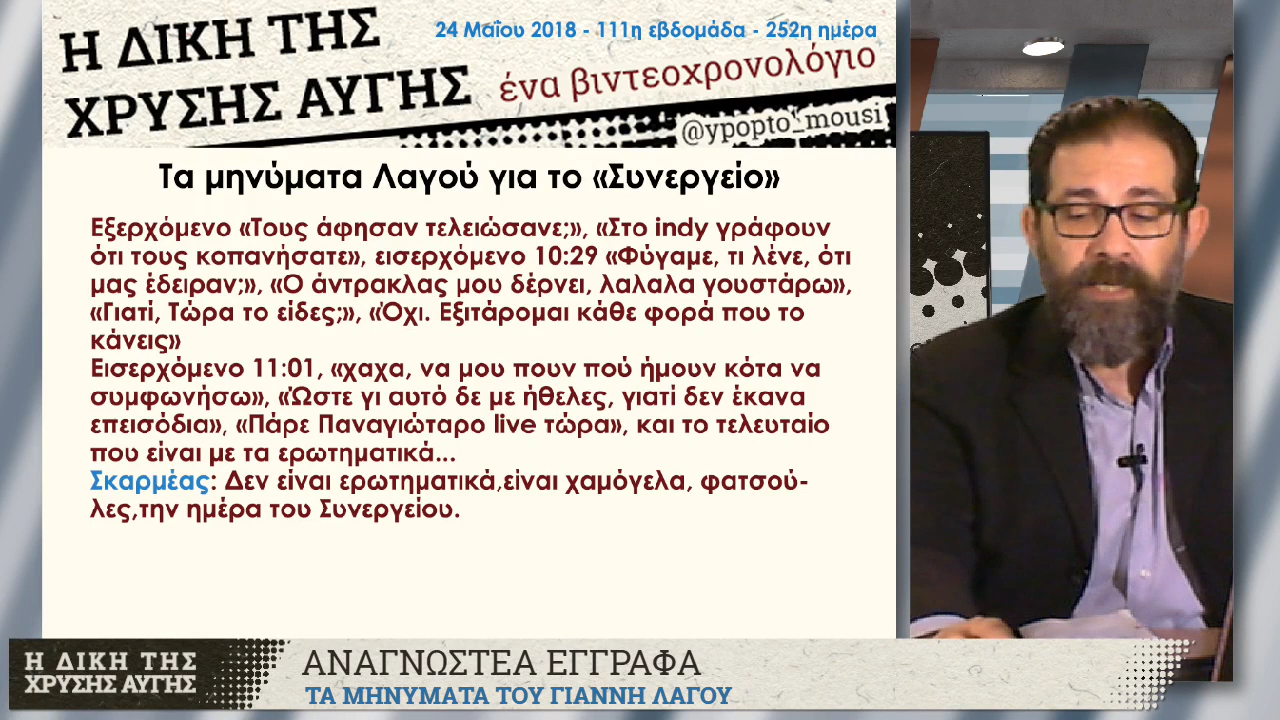 Η ΔΙΚΗ ΤΗΣ
ΧΡΥΣΗΣ ΑΥΓΗΣ
24 Μαΐου 2018 - 111η εβδομάδα - 252η ημέρα
ένα βιντεοχρονολόγιο
@ypopto_mousi
Τα μηνύματα Λαγού για το «Συνεργείο»
Εξερχόμενο «Τους άφησαν τελειώσανε;», «Στο indy γράφουν
ότι τους κοπανήσατε», εισερχόμενο 10:29 «Φύγαμε, τι λένε, ότι
μας έδειραν;», «Ο άντρακλας μου δέρνει, λαλαλα γουστάρω»,
«Γιατί, Τώρα το είδες;», «Όχι. Εξιτάρομαι κάθε φορά που το
κάνεις»
Εισερχόμενο 11:01, «χαχα, να μου πουν πού ήμουν κότα να
συμφωνήσω», «Ώστε γι αυτό δε με ήθελες, γιατί δεν έκανα
επεισόδια», «Πάρε Παναγιώταρο live τώρα», και το τελευταίο
που είναι με τα ερωτηματικά...
Σκαρμέας: Δεν είναι ερωτηματικά,είναι χαμόγελα, φατσού-
λες,την ημέρα του Συνεργείου.
Η ΔΙΚΗ ΤΗΣ
ΧΡΥΣΗΣ ΑΥΓΗΣ
ΑΝΑΓΝΩΣΤΕΑ ΕΓΓΡΑΦΑ
ΤΑ ΜΗΝΥΜΑΤΑ ΤΟΥ ΓΙΑΝΝΗ ΛΑΓΟΥ